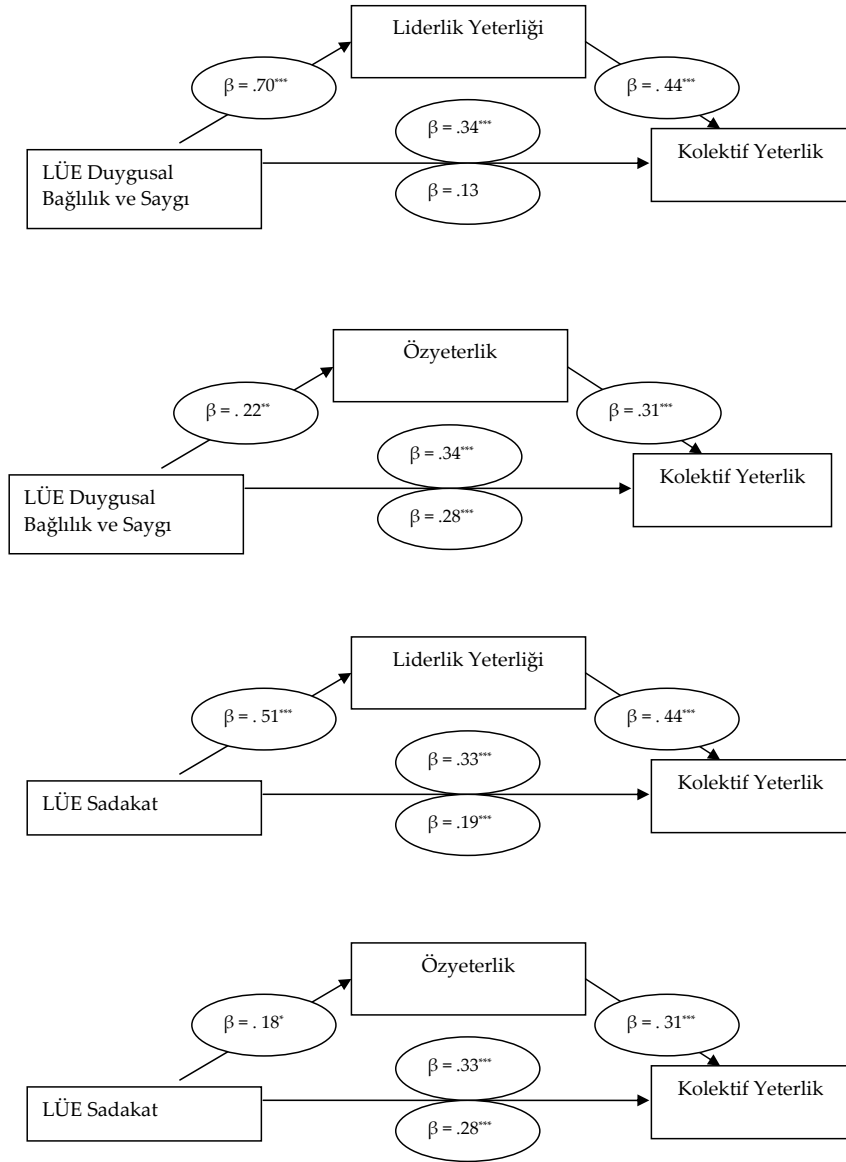 Liderlik Yeterliği
β = .70***
β = . 44***
β = .34***
Kolektif Yeterlik
LÜE Duygusal
Bağlılık ve Saygı
β = .13
Özyeterlik
β = . 22**
β = .31***
β = .34***
Kolektif Yeterlik
LÜE Duygusal
Bağlılık ve Saygı
β = .28***
Liderlik Yeterliği
β = . 51***
β = . 44***
β = .33***
Kolektif Yeterlik
LÜE Sadakat
β = .19***
Özyeterlik
β = . 18*
β = . 31***
β = .33***
Kolektif Yeterlik
LÜE Sadakat
β = .28***